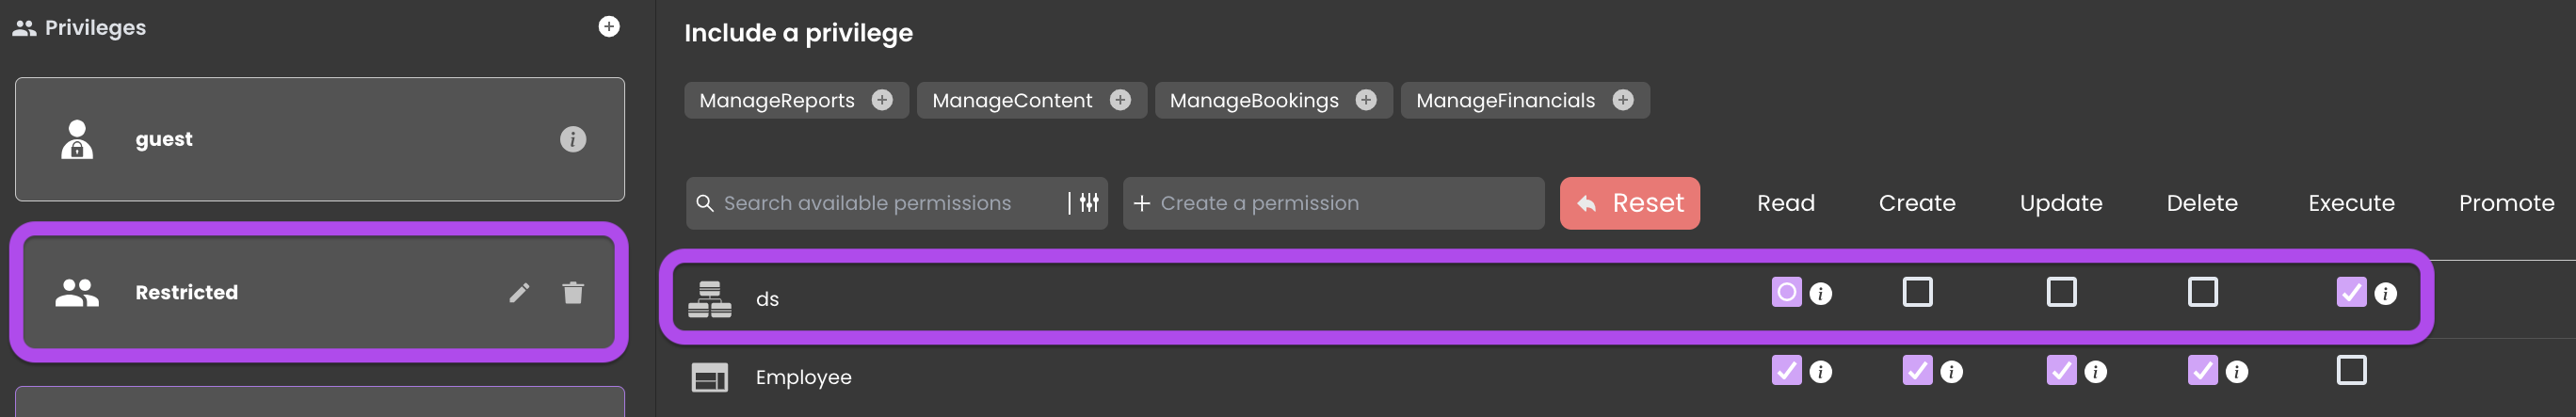 Privileges
guest
Restricted
Include a privilege
ManageReports ManageContent ManageBookings ManageFinancials
Search available permissions Create a permission Reset Read Create Update Delete Execute Promote
ds
Employee